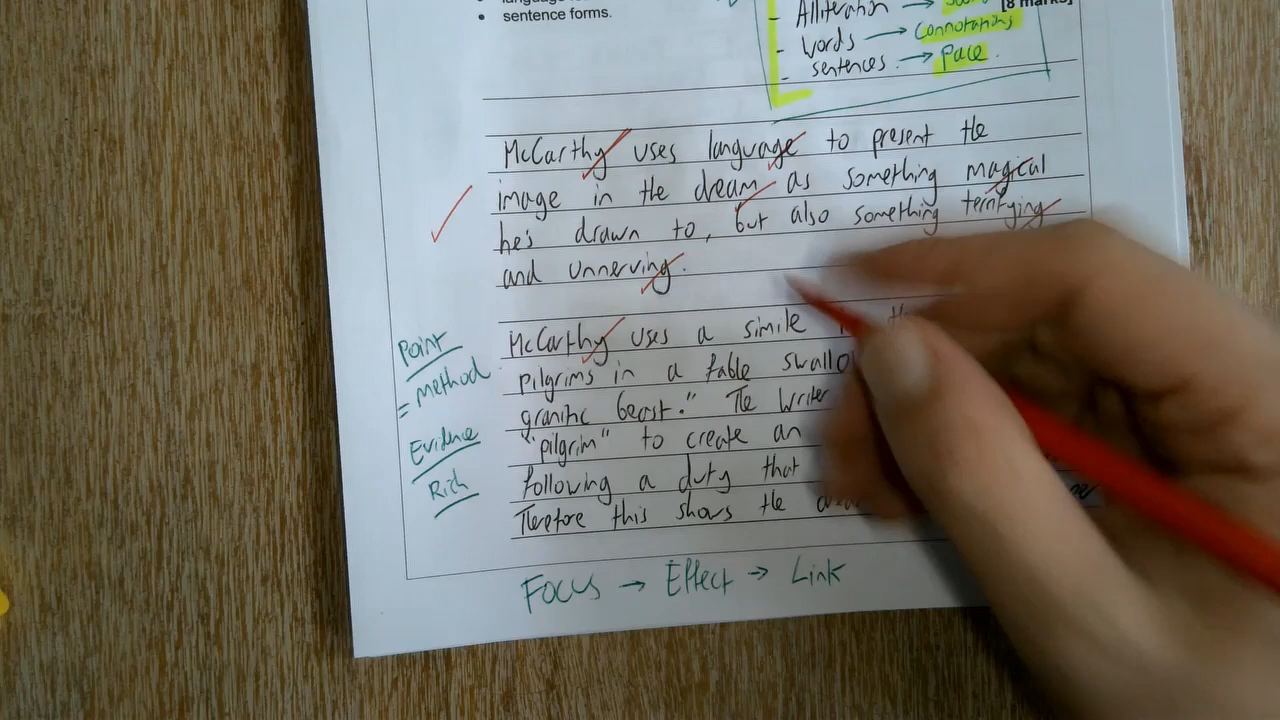 • sentence forms.
[8 marks]
- Alliteration →
- words → Connotations
- sentences → Pace.
McCarthy uses language to present the
image in the dream as something magical
he's drawn to, but also something terrifying
and unnerving.
McCarthy uses a simile
pilgrims in a fable
granitic beast." The writer
"pilgrim" to create an
following a duty that
Therefore this shows the
Point
= method
Evidence
Rich
Focus → Effect → Link